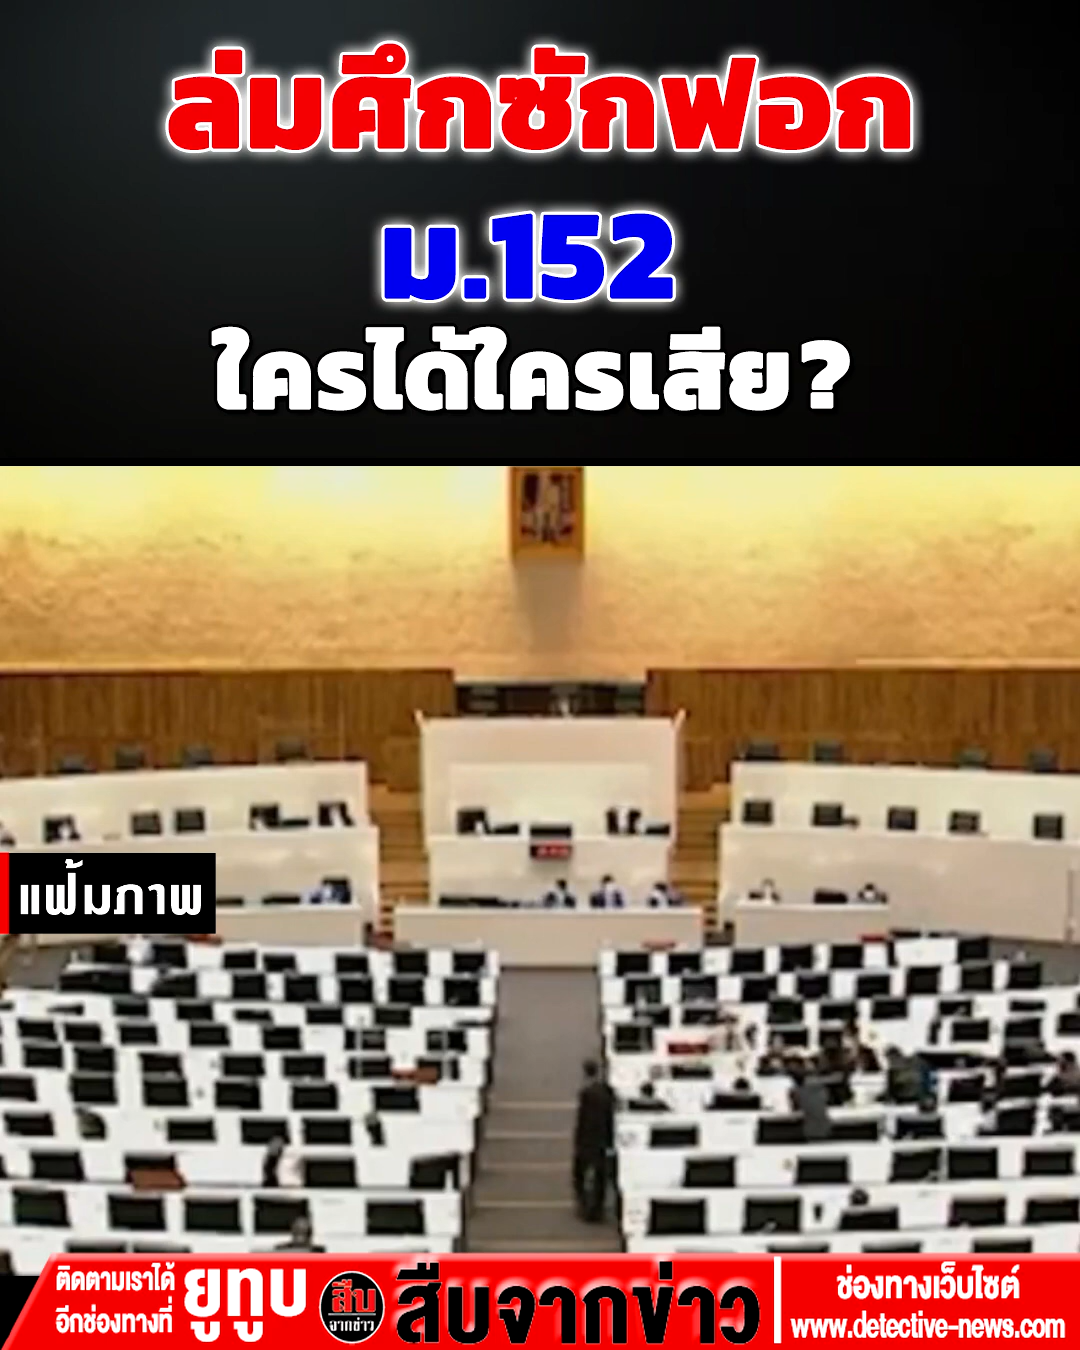 ล่มศึกซักฟอก
ม.152
ใครได้ใครเสีย?
แฟ้มภาพ
ติดตามเราได้
อีกช่องทางที่
ยูทูบ
สืบ
จากข่าว
สืบจากข่าว
ช่องทางเว็บไซต์
www.detective-news.com